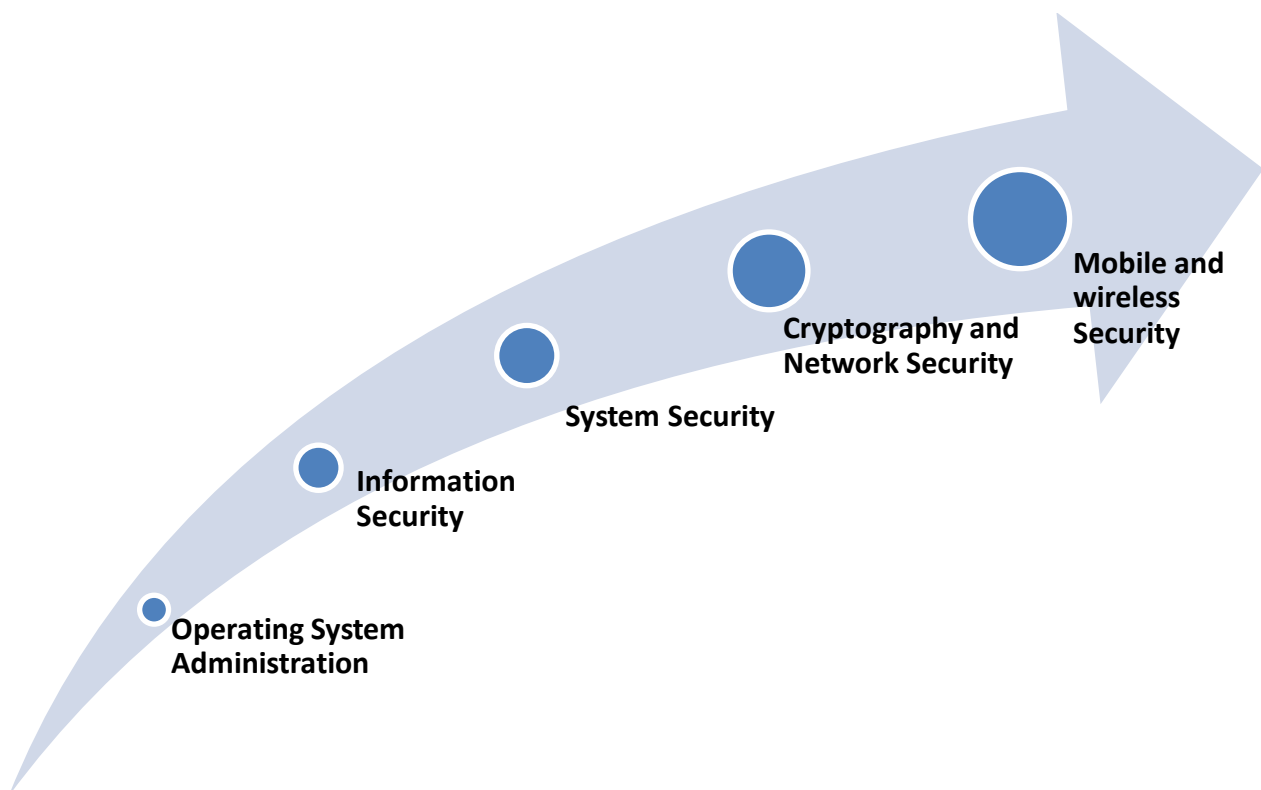 Mobile and
wireless
Security
Cryptography and
Network Security
System Security
Information
Security
Operating System
Administration